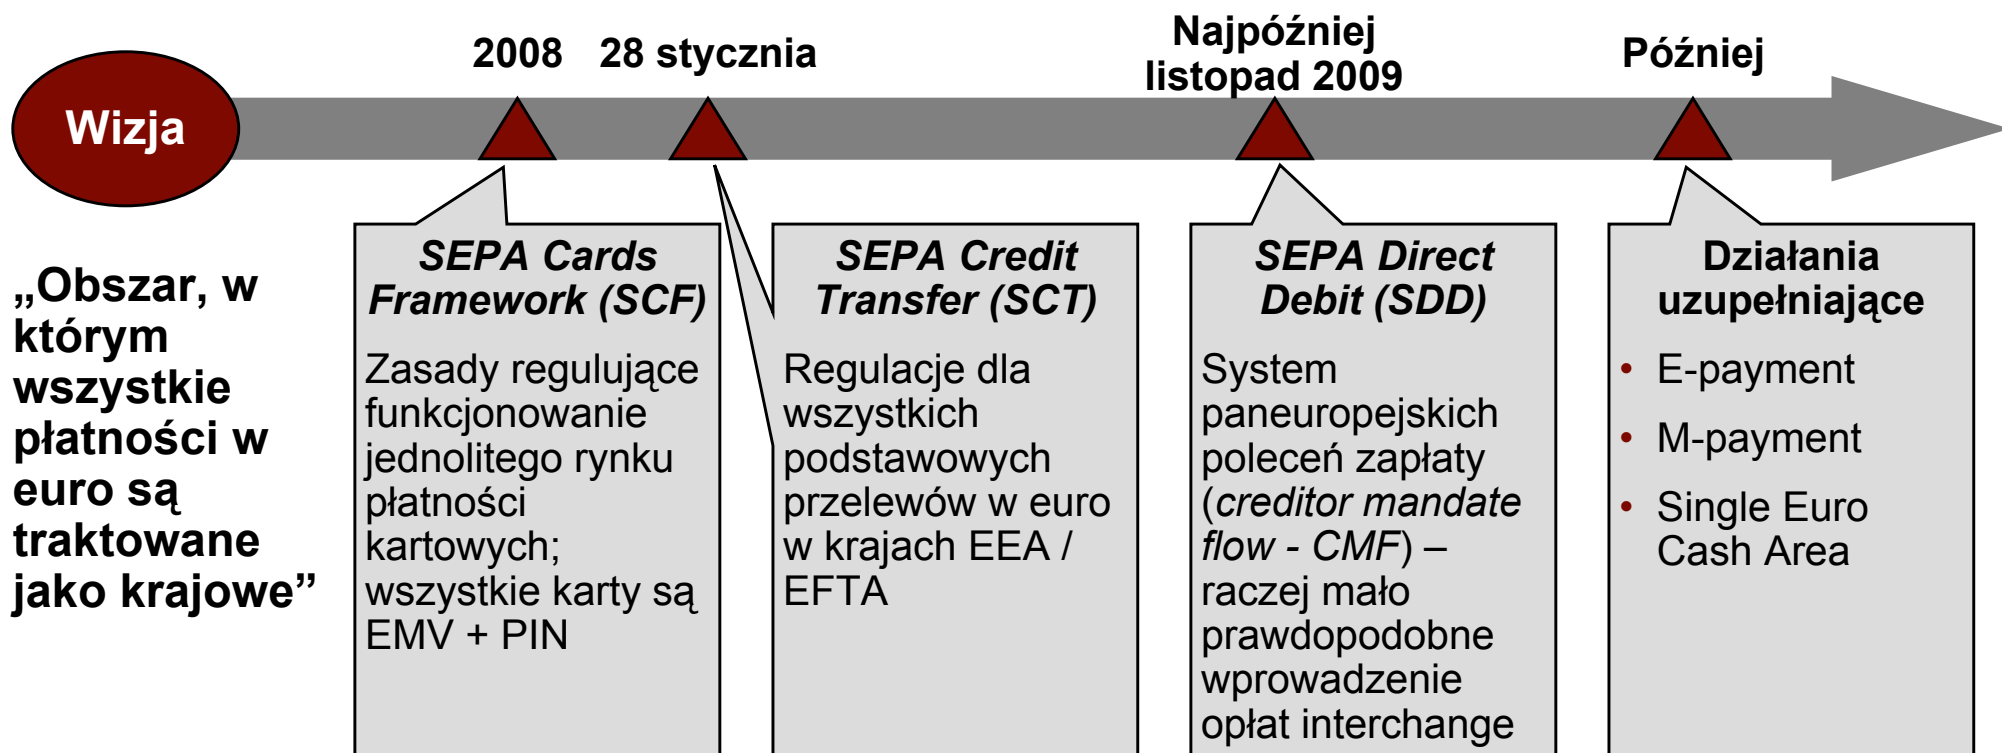 2008
28 stycznia
Najpóźniej
listopad 2009
Później
Wizja
„Obszar, w
którym
wszystkie
płatności w
euro są
traktowane
jako krajowe”
SEPA Cards
Framework (SCF)
Zasady regulujące
funkcjonowanie
jednolitego rynku
płatności
kartowych;
wszystkie karty są
EMV + PIN
SEPA Credit
Transfer (SCT)
Regulacje dla
wszystkich
podstawowych
przelewów w euro
w krajach EEA /
EFTA
SEPA Direct
Debit (SDD)
System
paneuropejskich
poleceń zapłaty
(creditor mandate
flow - CMF) –
raczej mało
prawdopodobne
wprowadzenie
opłat interchange
Działania
uzupełniające
• E-payment
• M-payment
• Single Euro
Cash Area